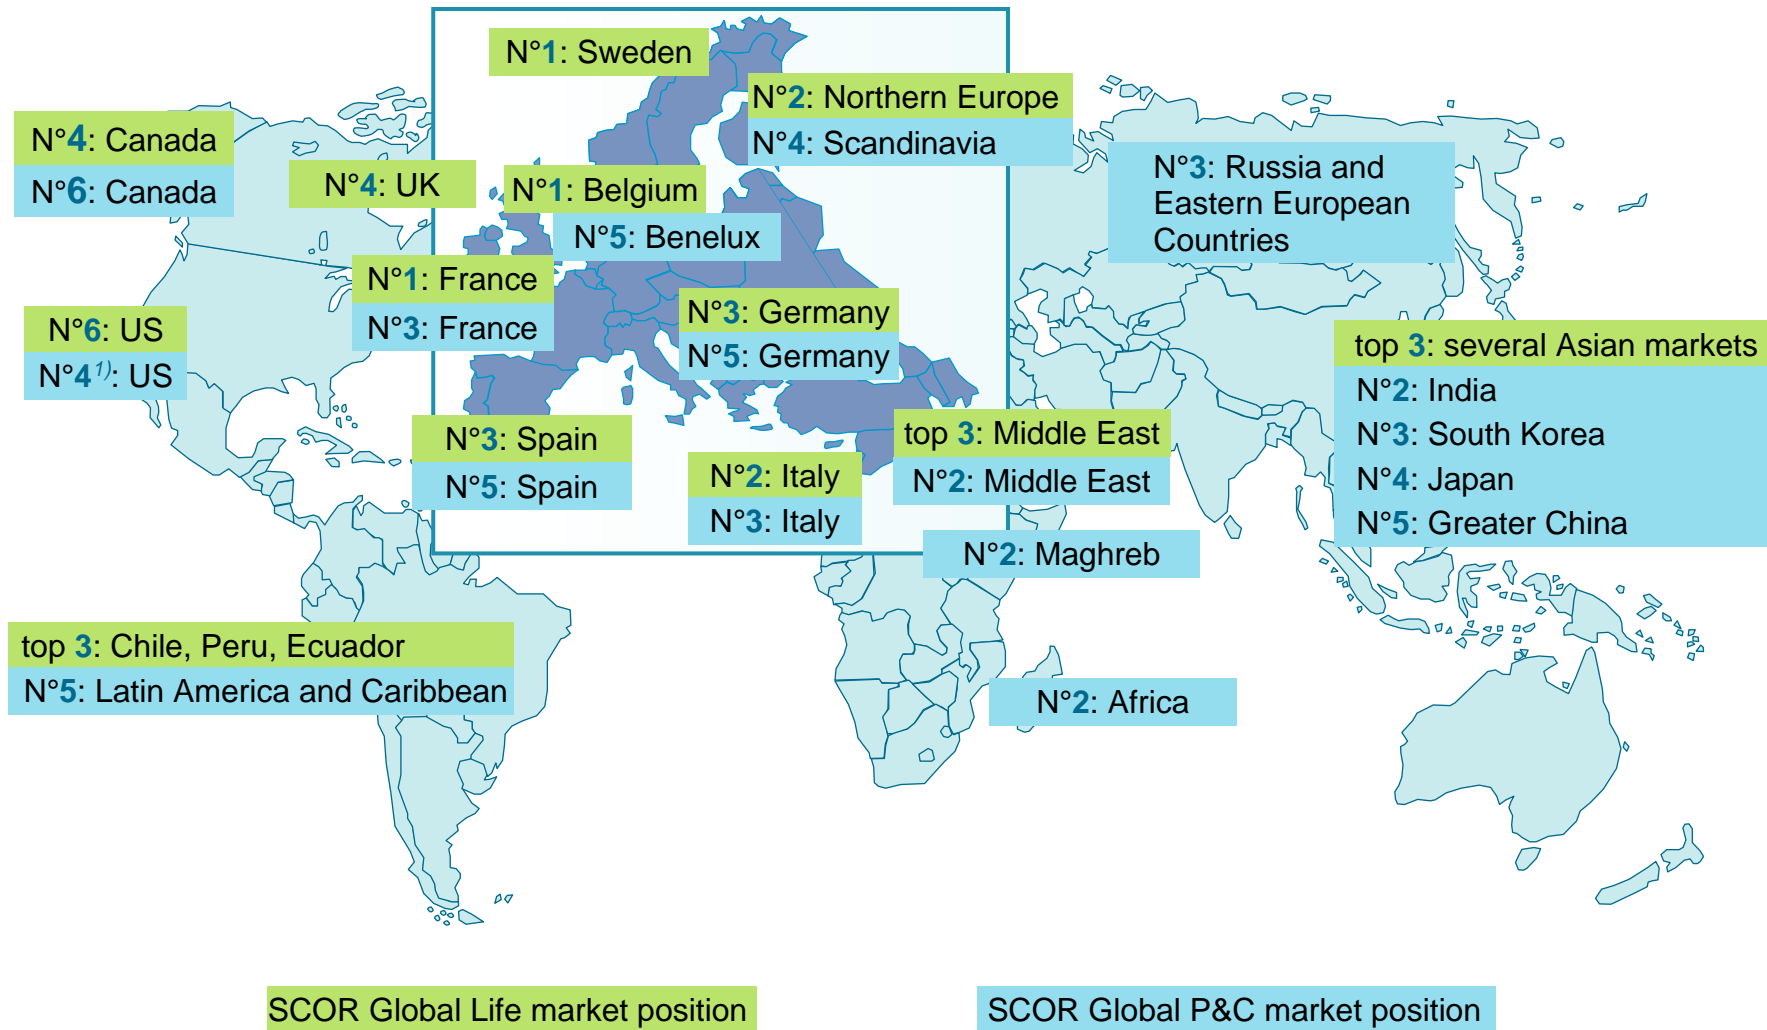 N°1: Sweden
N°2: Northern Europe
N°4: Scandinavia
N°4: Canada
N°6: Canada
N°4: UK
N°1: Belgium
N°5: Benelux
N°3: Russia and
Eastern European
Countries
N°1: France
N°3: France
N°3: Germany
N°5: Germany
N°6: US
N°4¹⁾: US
top 3: several Asian markets
N°2: India
N°3: South Korea
N°4: Japan
N°5: Greater China
N°3: Spain
N°5: Spain
top 3: Middle East
N°2: Middle East
N°2: Italy
N°3: Italy
N°2: Maghreb
top 3: Chile, Peru, Ecuador
N°5: Latin America and Caribbean
N°2: Africa
SCOR Global Life market position
SCOR Global P&C market position